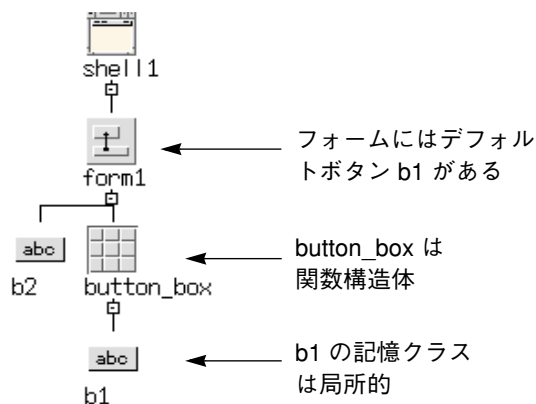 shell1
form1
フォームにはデフォル
トボタン b1 がある
abc
b2
button_box
button_box は
関数構造体
abc
b1
b1 の記憶クラス
は局所的